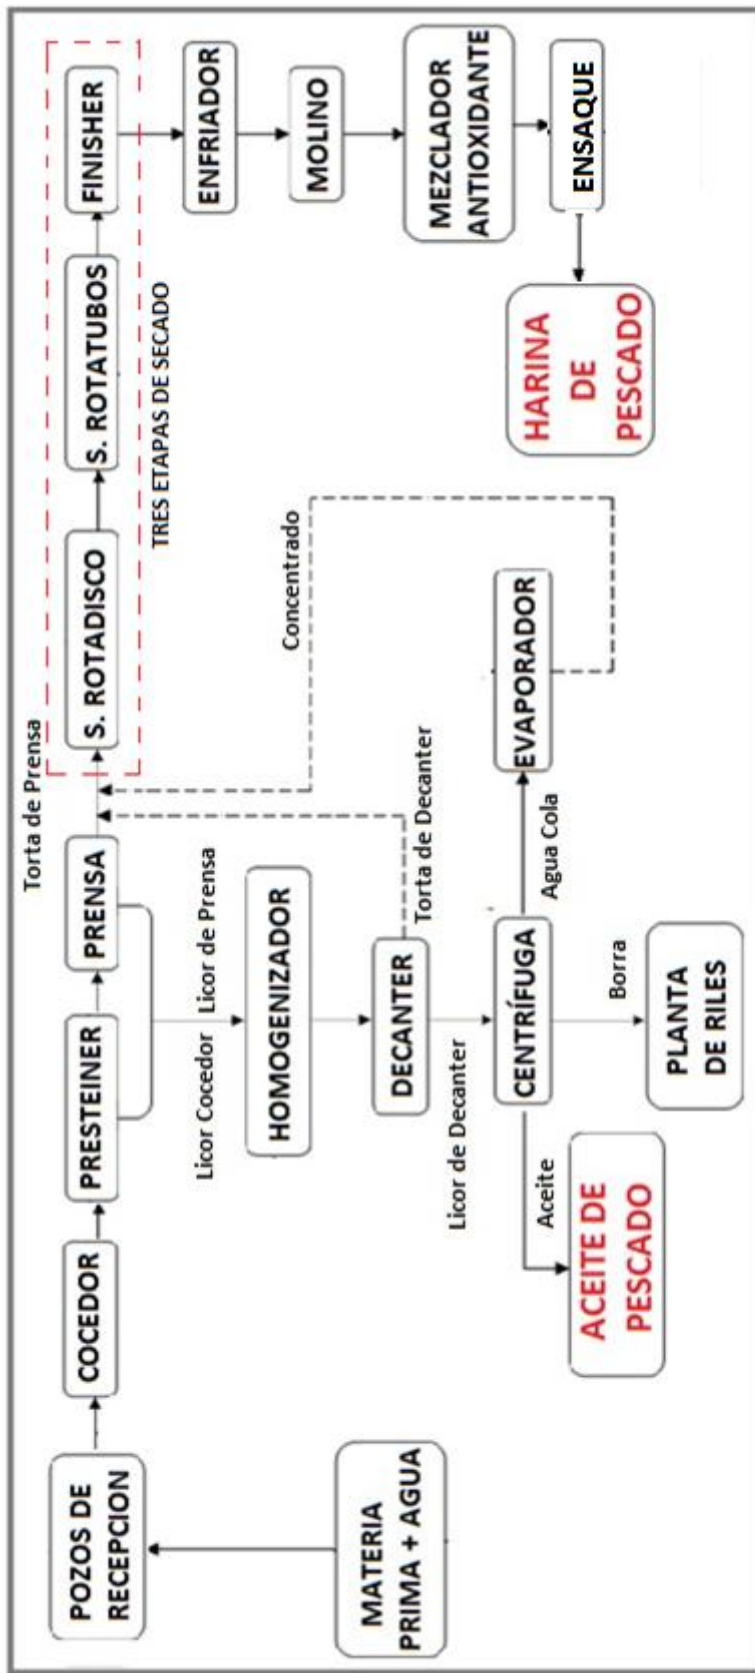 MATERIA
PRIMA + AGUA
POZOS DE
RECEPCION
COCEDOR
PRESTEINER
PRENSA
Torta de Prensa
S. ROTADISCO
S. ROTATUBOS
FINISHER
TRES ETAPAS DE SECADO
ENFRIADOR
MOLINO
MEZCLADOR
ANTIOXIDANTE
ENSAQUE
HARINA
DE
PESCADO
Licor Cocedor
Licor de Prensa
HOMOGENIZADOR
DECANTER
Torta de Decanter
Licor de Decanter
CENTRÍFUGA
Agua Cola
EVAPORADOR
Concentrado
Aceite
ACEITE DE
PESCADO
Borra
PLANTA
DE RILES